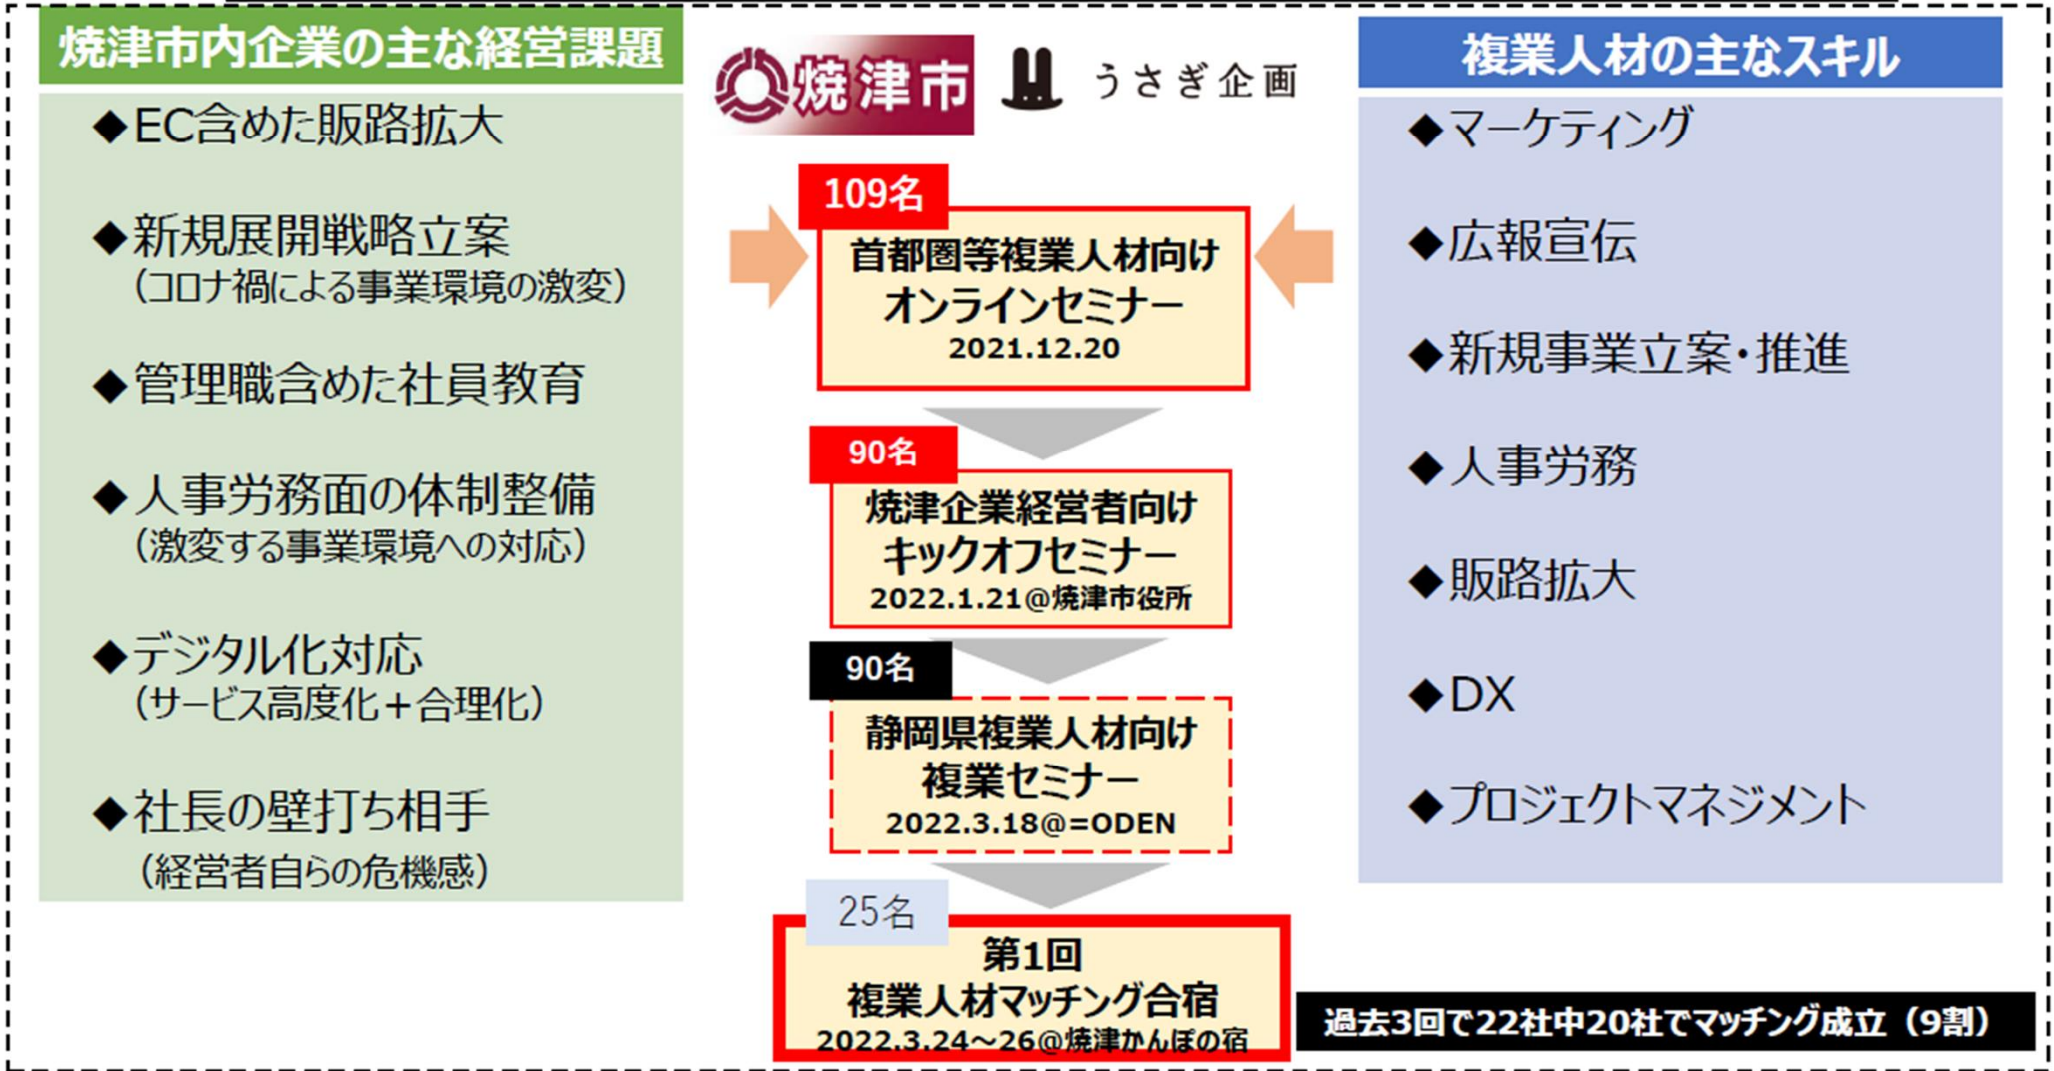 焼津市内企業の主な経営課題
◆EC含めた販路拡大
◆新規展開戦略立案
（コロナ禍による事業環境の激変）
◆管理職含めた社員教育
◆人事労務面の体制整備
（激変する事業環境への対応）
◆デジタル化対応
（サービス高度化＋合理化）
◆社長の壁打ち相手
（経営者自らの危機感）
焼津市
うさぎ企画
109名
首都圏等複業人材向け
オンラインセミナー
2021.12.20
90名
焼津企業経営者向け
キックオフセミナー
2022.1.21@焼津市役所
90名
静岡県複業人材向け
複業セミナー
2022.3.18@=ODEN
25名
第1回
複業人材マッチング合宿
2022.3.24～26@焼津かんぽの宿
複業人材の主なスキル
◆マーケティング
◆広報宣伝
◆新規事業立案・推進
◆人事労務
◆販路拡大
◆DX
◆プロジェクトマネジメント
過去3回で22社中20社でマッチング成立（9割）